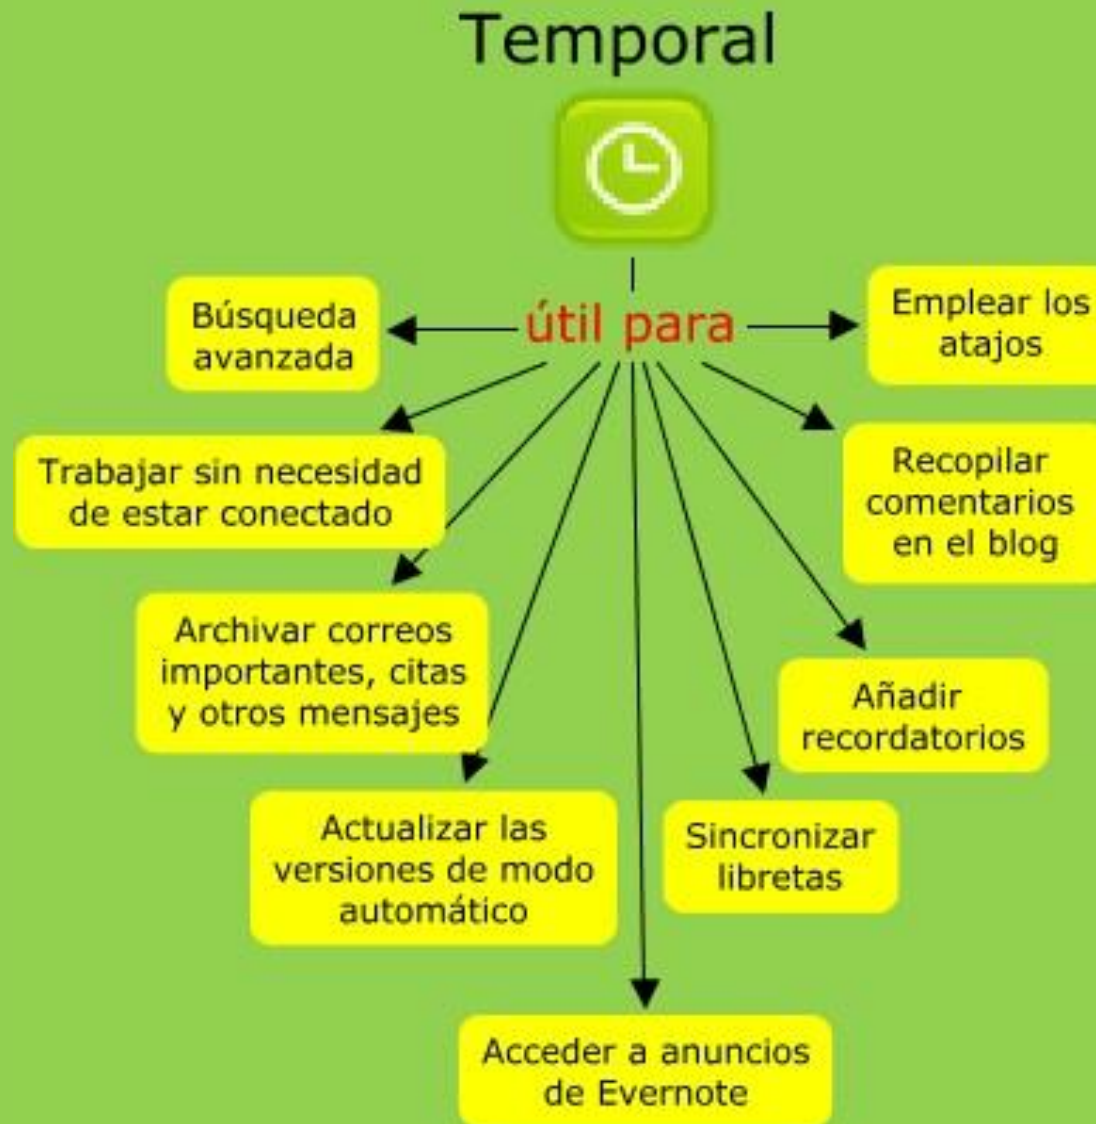 Temporal
útil para
Búsqueda
avanzada
Emplear los
atajos
Trabajar sin necesidad
de estar conectado
Recopilar
comentarios
en el blog
Archivar correos
importantes, citas
y otros mensajes
Añadir
recordatorios
Actualizar las
versiones de modo
automático
Sincronizar
libretas
Acceder a anuncios
de Evernote